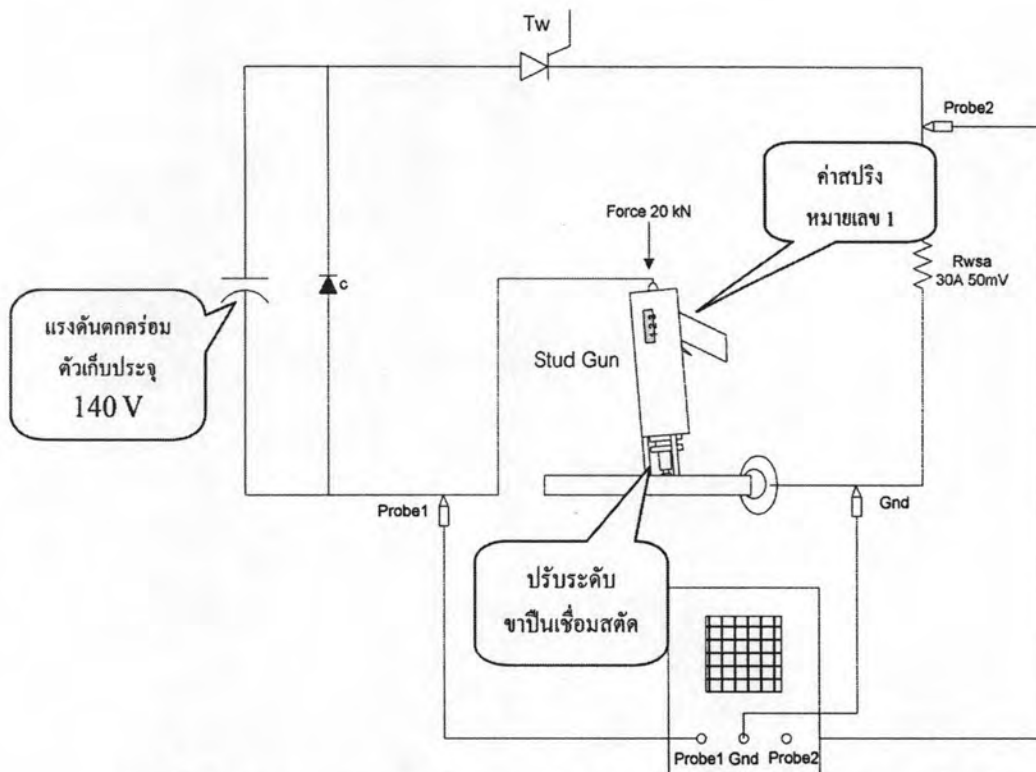 Tw
Probe2
ค่าสปริง
หมายเลข 1
Force 20 kN
Rwsa
30A 50mV
c
แรงดันตกคร่อม
ตัวเก็บประจุ
140 V
1 2 3
Stud Gun
Probe1
Gnd
ปรับระดับ
ขาปืนเชื่อมสตัด
Probe1 Gnd Probe2